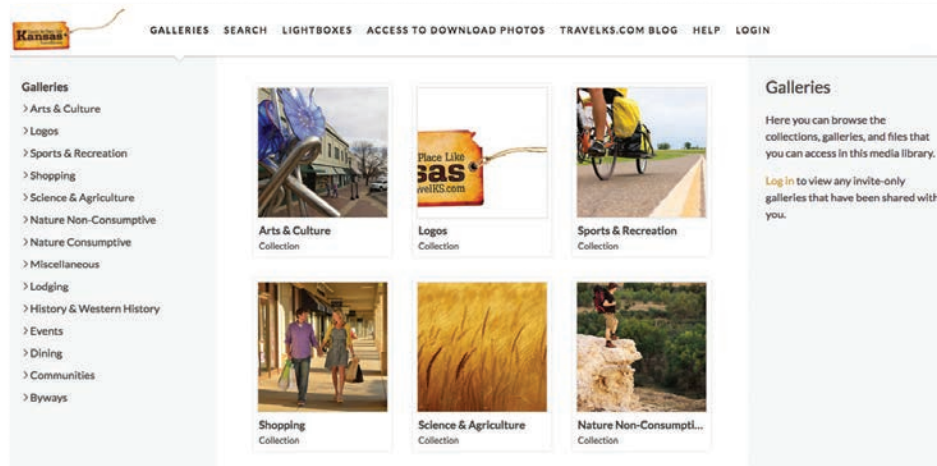 Kansas
GALLERIES SEARCH LIGHTBOXES ACCESS TO DOWNLOAD PHOTOS TRAVELKS.COM BLOG HELP LOGIN
Galleries
> Arts & Culture
> Logos
> Sports & Recreation
> Shopping
> Science & Agriculture
> Nature Non-Consumptive
> Nature Consumptive
> Miscellaneous
> Lodging
> History & Western History
> Events
> Dining
> Communities
> Byways
Place Like
sas
velKS.com
Arts & Culture
Collection
Logos
Collection
Sports & Recreation
Collection
Shopping
Collection
Science & Agriculture
Collection
Nature Non-Consumpti...
Collection
Galleries
Here you can browse the
collections, galleries, and files that
you can access in this media library.
Log in to view any invite-only
galleries that have been shared with
you.